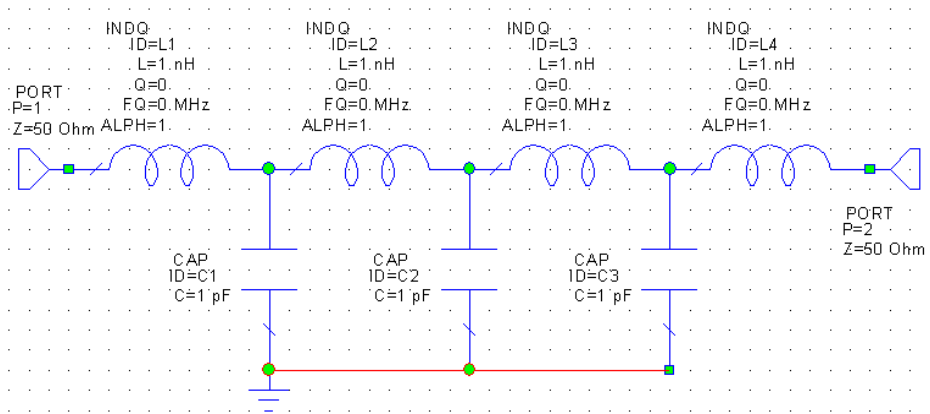 INDQ
ID=L1
L=1 nH
Q=0
FQ=0 MHz
ALPH=1
INDQ
ID=L2
L=1 nH
Q=0
FQ=0 MHz
ALPH=1
INDQ
ID=L3
L=1 nH
Q=0
FQ=0 MHz
ALPH=1
INDQ
ID=L4
L=1 nH
Q=0
FQ=0 MHz
ALPH=1
PORT
P=1
Z=50 Ohm
CAP
ID=C1
C=1 pF
CAP
ID=C2
C=1 pF
CAP
ID=C3
C=1 pF
PORT
P=2
Z=50 Ohm